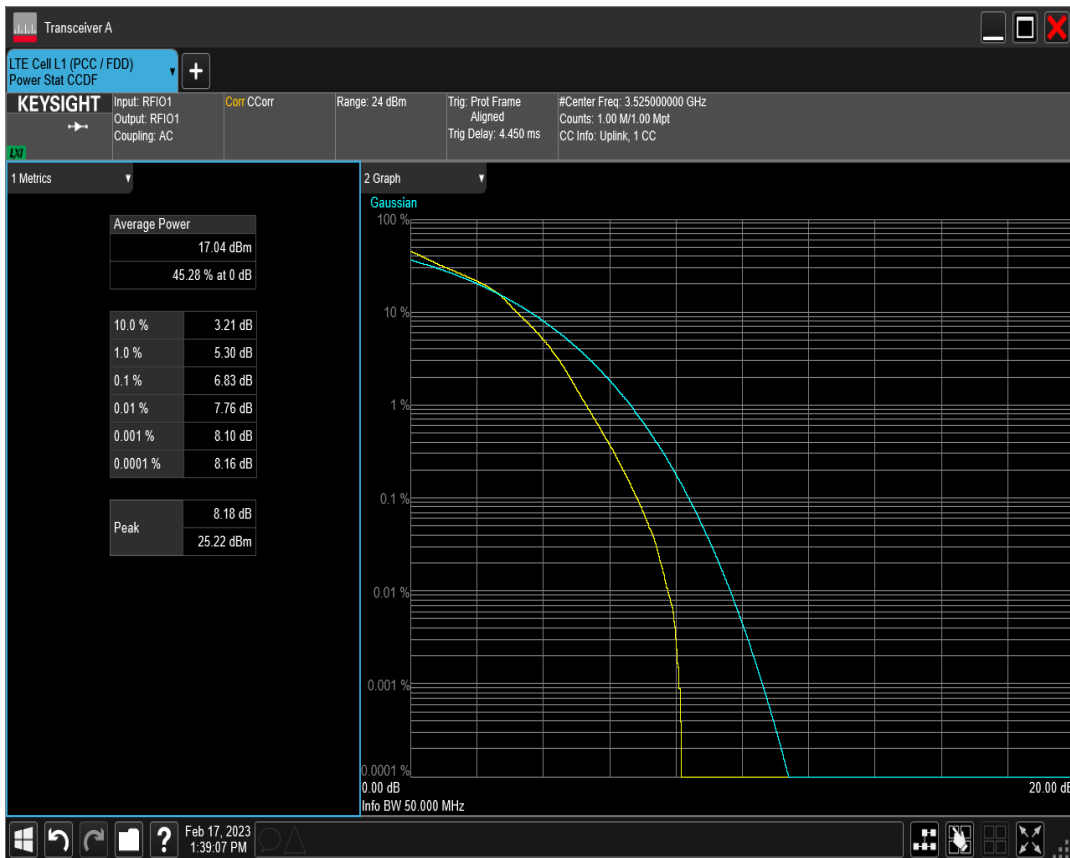 Transceiver A
LTE Cell L1 (PCC / FDD)
Power Stat CCDF
KEYSIGHT
LXI
Input: RFIO1
Output: RFIO1
Coupling: AC
Corr CCorr
Range: 24 dBm
Trig: Prot Frame
Aligned
Trig Delay: 4.450 ms
#Center Freq: 3.525000000 GHz
Counts: 1.00 M/1.00 Mpt
CC Info: Uplink, 1 CC
1 Metrics
Average Power
17.04 dBm
45.28 % at 0 dB
10.0 % 3.21 dB
1.0 % 5.30 dB
0.1 % 6.83 dB
0.01 % 7.76 dB
0.001 % 8.10 dB
0.0001 % 8.16 dB
Peak
8.18 dB
25.22 dBm
2 Graph
Gaussian
100 %
10 %
1 %
0.1 %
0.01 %
0.001 %
0.0001 %
0.00 dB 20.00 dB
Info BW 50.000 MHz
Feb 17, 2023
1:39:07 PM